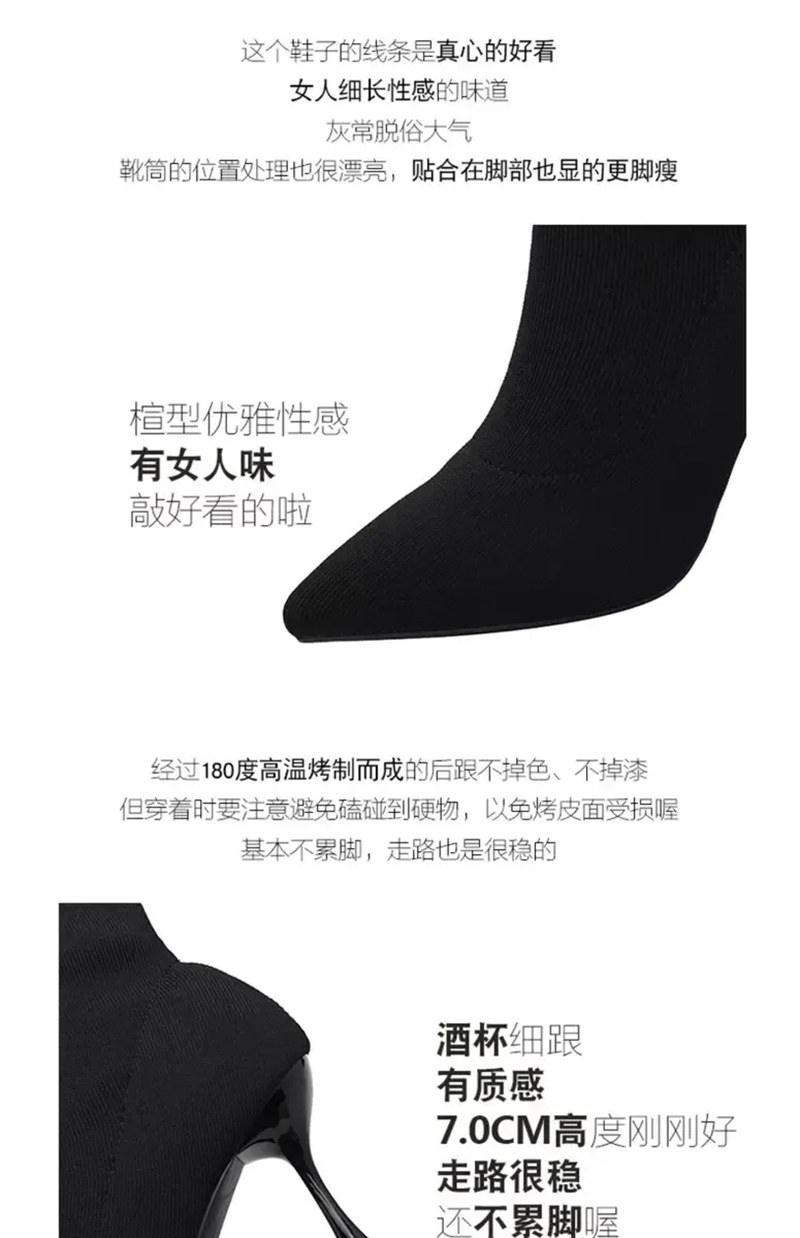 这个鞋子的线条是真心的好看
女人细长性感的味道
灰常脱俗大气
靴筒的位置处理也很漂亮，贴合在脚部也显的更脚瘦
楦型优雅性感
有女人味
敲好看的啦
经过180度高温烤制而成的后跟不掉色、不掉漆
但穿着时要注意避免磕碰到硬物，以免烤皮面受损喔
基本不累脚，走路也是很稳的
酒杯细跟
有质感
7.0CM高度刚刚好
走路很稳
还不累脚喔